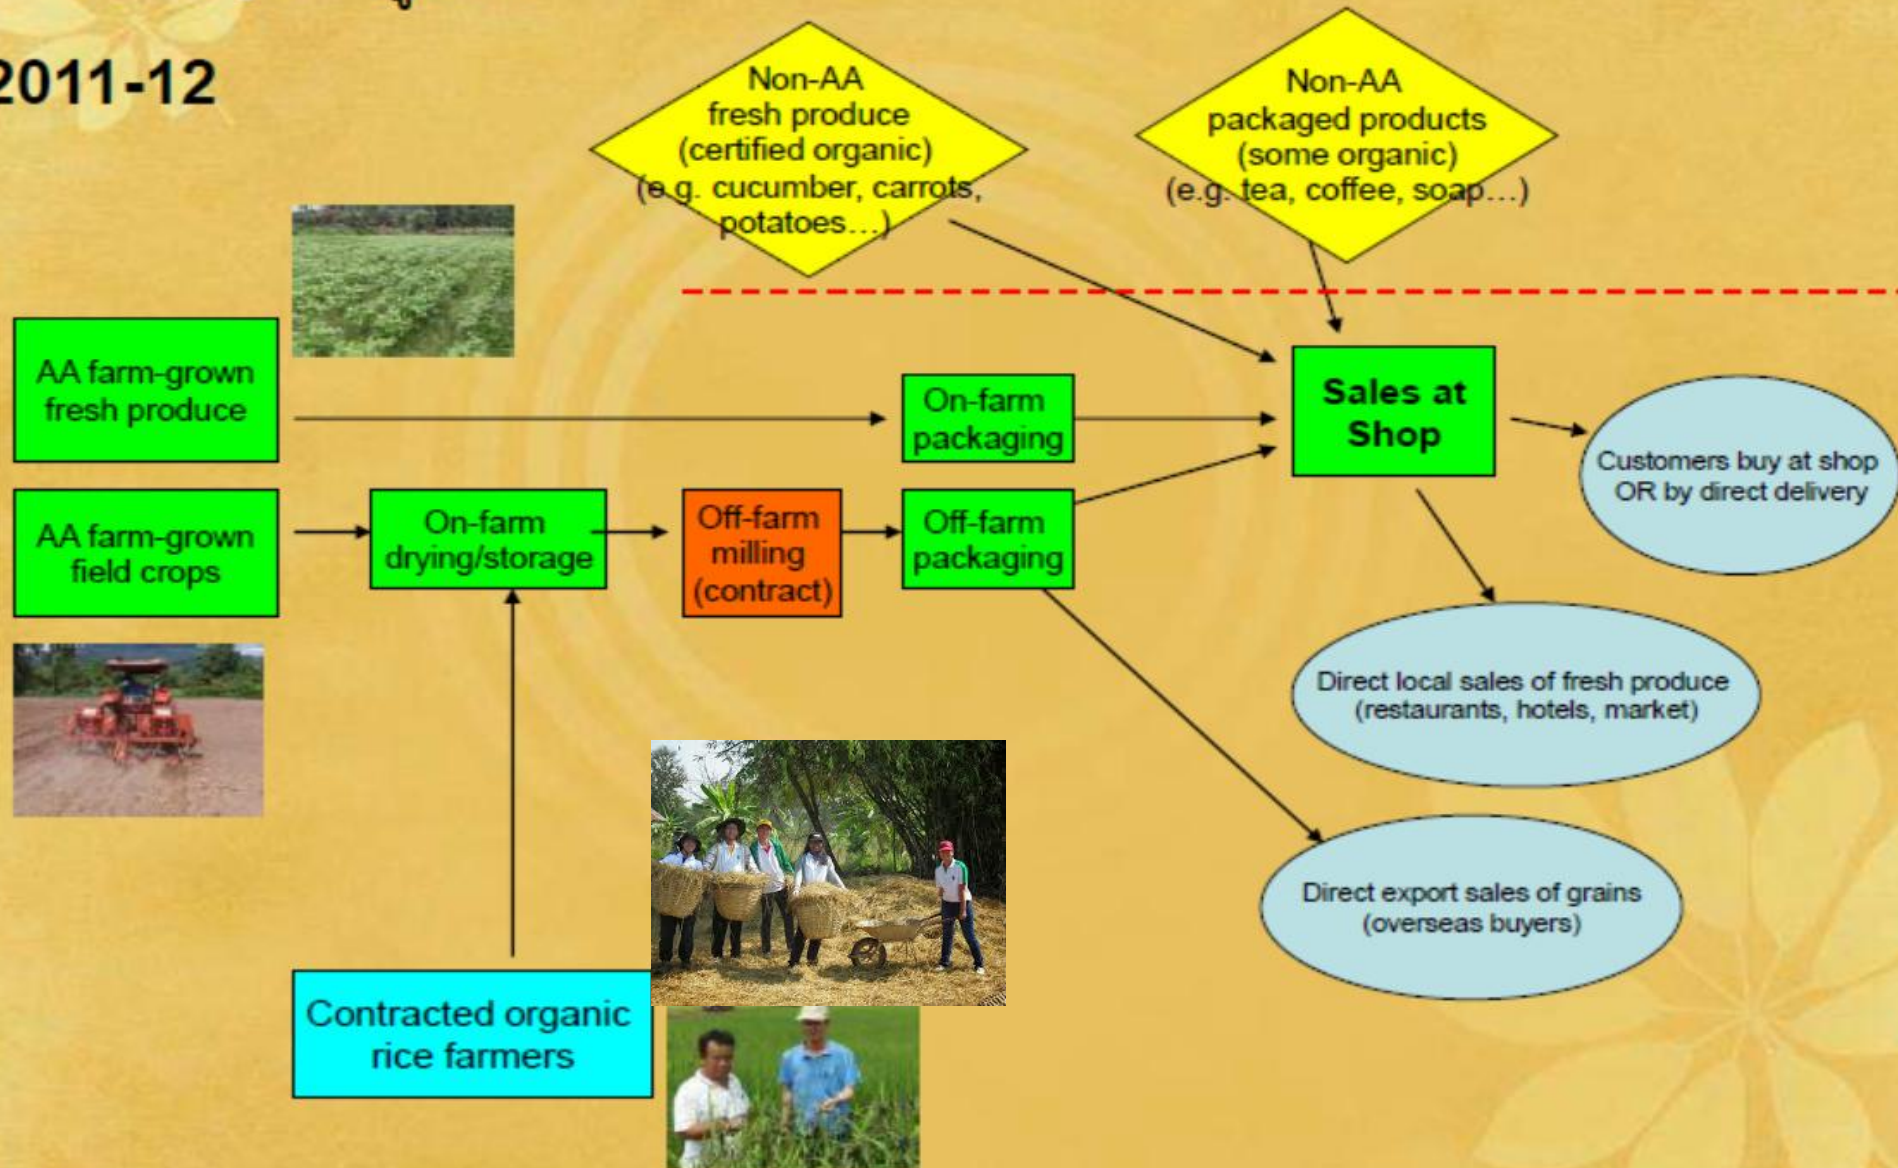 2011-12
Non-AA
fresh produce
(certified organic)
(e.g. cucumber, carrots,
potatoes…)
Non-AA
packaged products
(some organic)
(e.g. tea, coffee, soap…)
AA farm-grown
fresh produce
On-farm
packaging
Sales at
Shop
Customers buy at shop
OR by direct delivery
AA farm-grown
field crops
On-farm
drying/storage
Off-farm
milling
(contract)
Off-farm
packaging
Direct local sales of fresh produce
(restaurants, hotels, market)
Direct export sales of grains
(overseas buyers)
Contracted organic
rice farmers